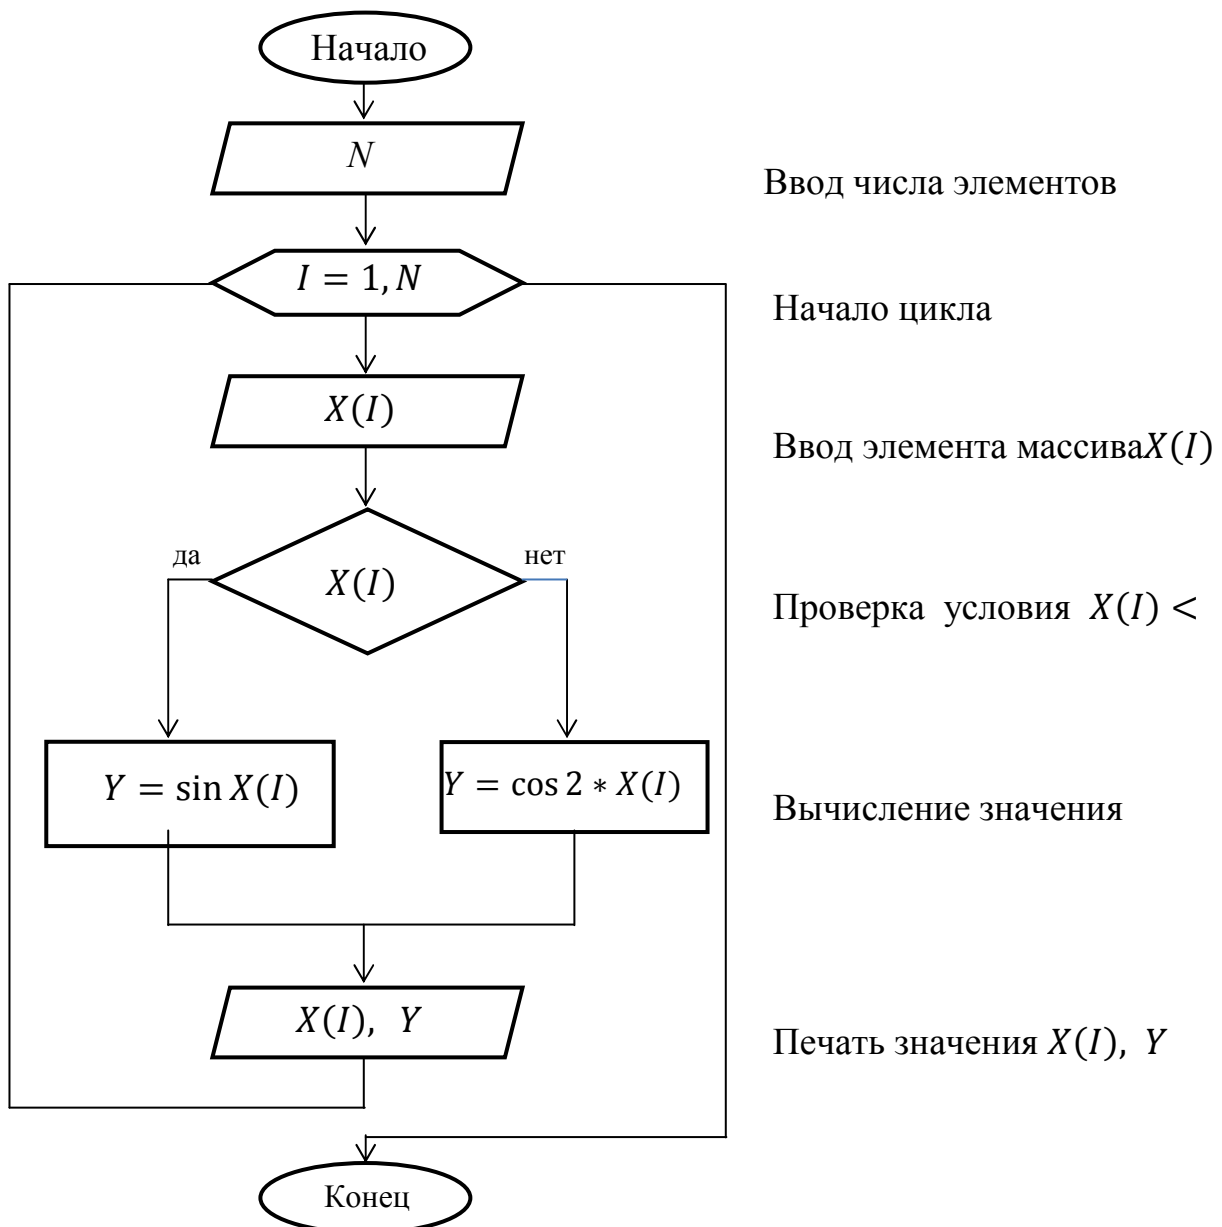 Начало
N
Ввод числа элементов
I = 1, N
Начало цикла
X(I)
Ввод элемента массиваX(I)
да
нет
X(I)
Проверка условия X(I) <
Y = sin X(I)
Y = cos 2 * X(I)
Вычисление значения
X(I), Y
Печать значения X(I), Y
Конец